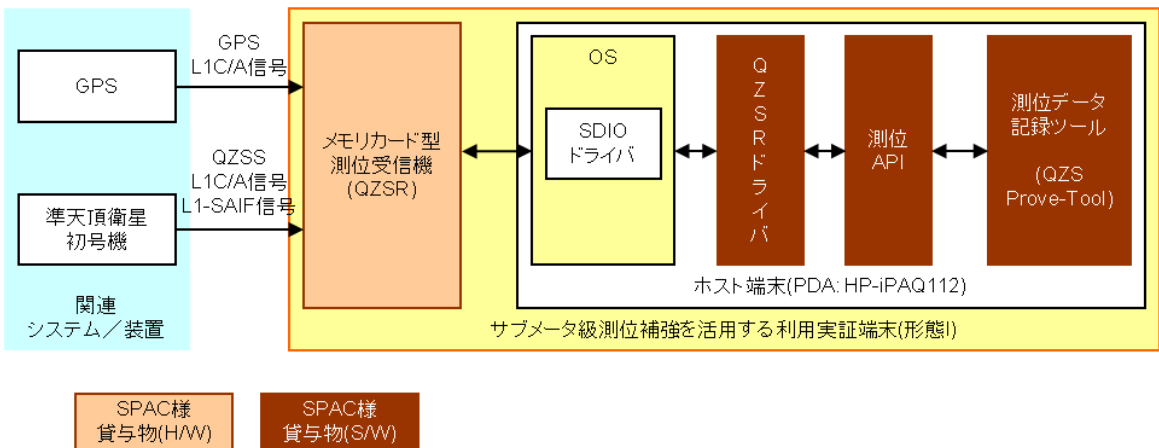 GPS
準天頂衛星
初号機
関連
システム／装置
GPS
L1C/A信号
QZSS
L1C/A信号
L1-SAIF信号
メモリカード型
測位受信機
(QZSR)
OS
SDIO
ドライバ
QZSRドライバ
測位
API
測位データ
記録ツール
(QZS
Prove-Tool)
ホスト端末(PDA: HP-iPAQ112)
サブメータ級測位補強を活用する利用実証端末(形態I)
SPAC様
貸与物(H/W)
SPAC様
貸与物(S/W)